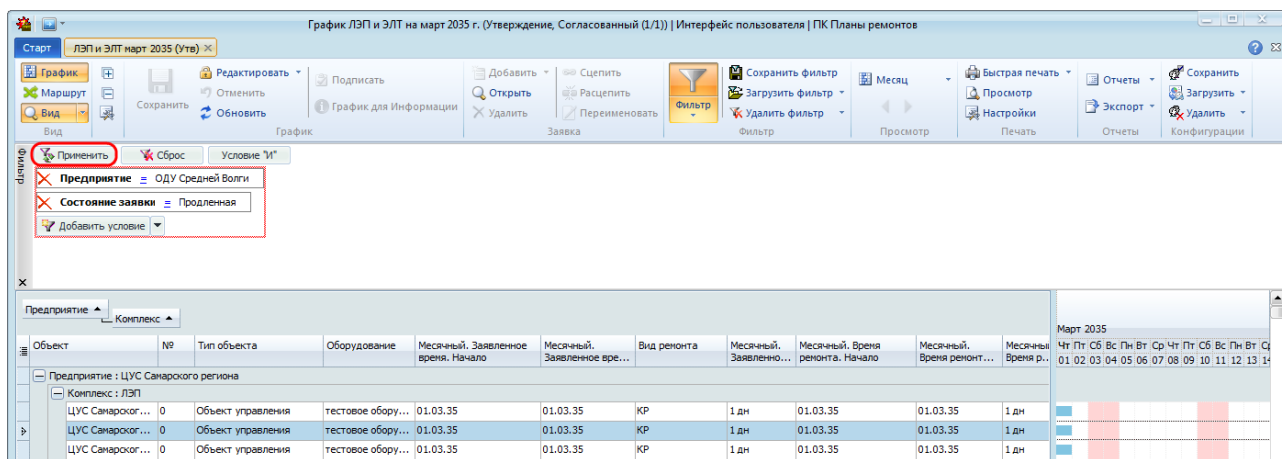 График ЛЭП и ЭЛТ на март 2035 г. (Утверждение, Согласованный (1/1)) | Интерфейс пользователя | ПК Планы ремонтов
Старт ЛЭП и ЭЛТ март 2035 (Утв)
График Редактировать Подписать Добавить Сцепить Сохранить фильтр Месяц Быстрая печать Отчеты Сохранить
Маршрут Сохранить Отменить Открыть Расцепить Фильтр Загрузить фильтр Просмотр Загрузить
Вид Обновить График для Информации Удалить Переименовать Удалить фильтр Настройки Экспорт Удалить
Вид График Заявка Фильтр Просмотр Печать Отчеты Конфигурации
Фильтр
Применить Сброс Условие "И"
Предприятие = ОДУ Средней Волги
Состояние заявки = Продленная
Добавить условие
Предприятие
Комплекс
Март 2035
Объект № Тип объекта Оборудование Месячный. Заявленное время. Начало Месячный. Заявленное вре... Вид ремонта Месячный. Заявленно... Месячный. Время ремонта. Начало Месячный. Время ремонт... Месячны Время р... Чт Пт Сб Вс Пн Вт Ср Чт Пт Сб Вс Пн Вт Ср
01 02 03 04 05 06 07 08 09 10 11 12 13 14
Предприятие : ЦУС Самарского региона
Комплекс : ЛЭП
ЦУС Самарског... 0 Объект управления тестовое обору... 01.03.35 01.03.35 КР 1 дн 01.03.35 01.03.35 1 дн
ЦУС Самарског... 0 Объект управления тестовое обору... 01.03.35 01.03.35 КР 1 дн 01.03.35 01.03.35 1 дн
ЦУС Самарског... 0 Объект управления тестовое обору... 01.03.35 01.03.35 КР 1 дн 01.03.35 01.03.35 1 дн